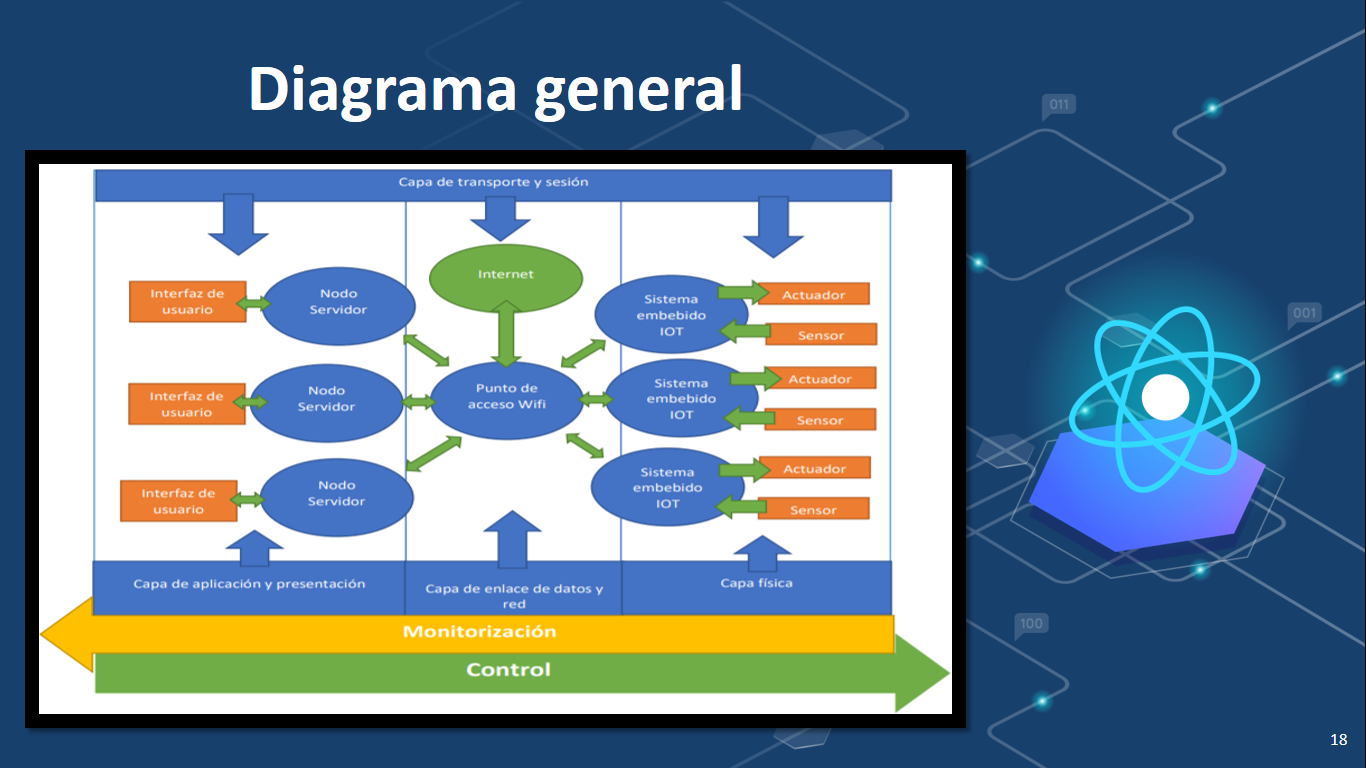 Diagrama general
011
001
100
Capa de transporte y sesión
Interfaz de
usuario
Nodo
Servidor
Internet
Sistema
embebido
IOT
Actuador
Sensor
Interfaz de
usuario
Nodo
Servidor
Punto de
acceso Wifi
Sistema
embebido
IOT
Actuador
Sensor
Interfaz de
usuario
Nodo
Servidor
Sistema
embebido
IOT
Actuador
Sensor
Capa de aplicación y presentación
Capa de enlace de datos y
red
Capa física
Monitorización
Control
18